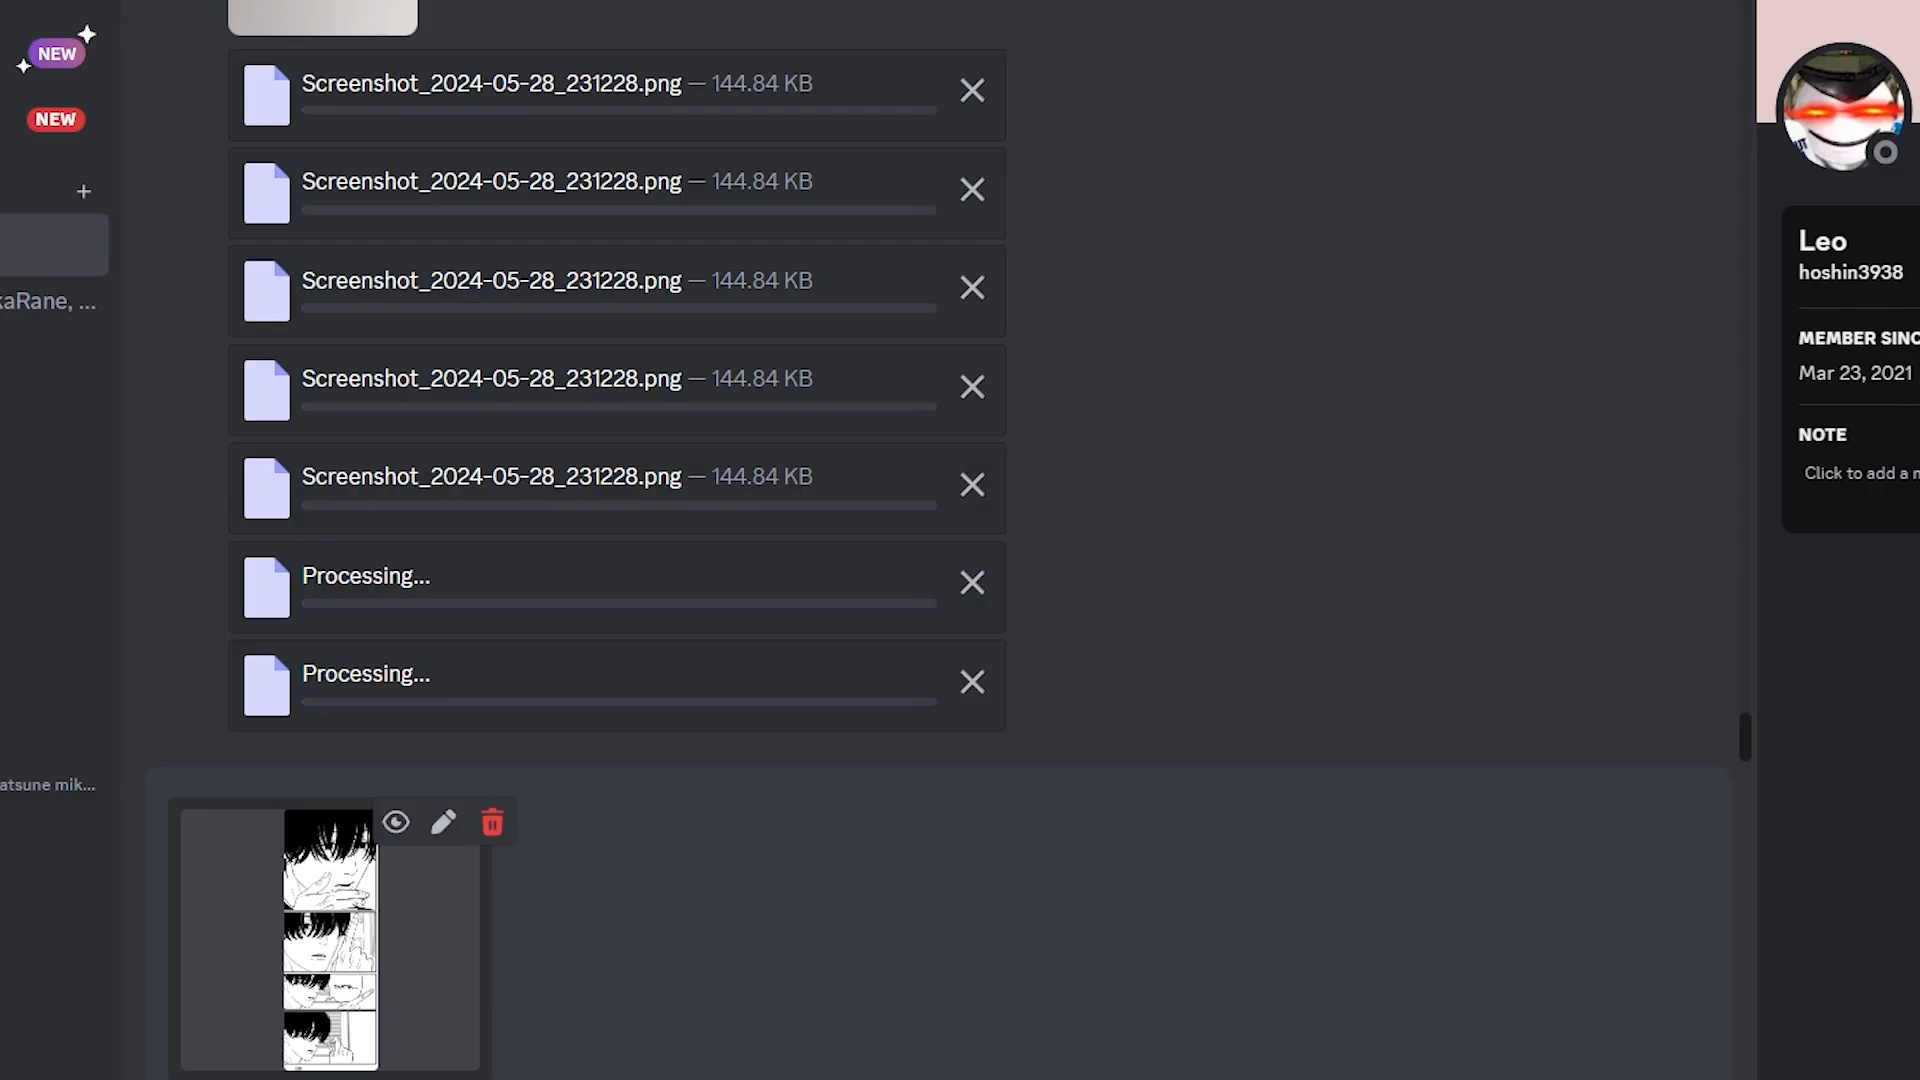 NEW
NEW
+
kaRane, ...
atsune mik...
Screenshot_2024-05-28_231228.png — 144.84 KB
Screenshot_2024-05-28_231228.png — 144.84 KB
Screenshot_2024-05-28_231228.png — 144.84 KB
Screenshot_2024-05-28_231228.png — 144.84 KB
Screenshot_2024-05-28_231228.png — 144.84 KB
Processing...
Processing...
Leo
hoshin3938
MEMBER SINC
Mar 23, 2021
NOTE
Click to add a n